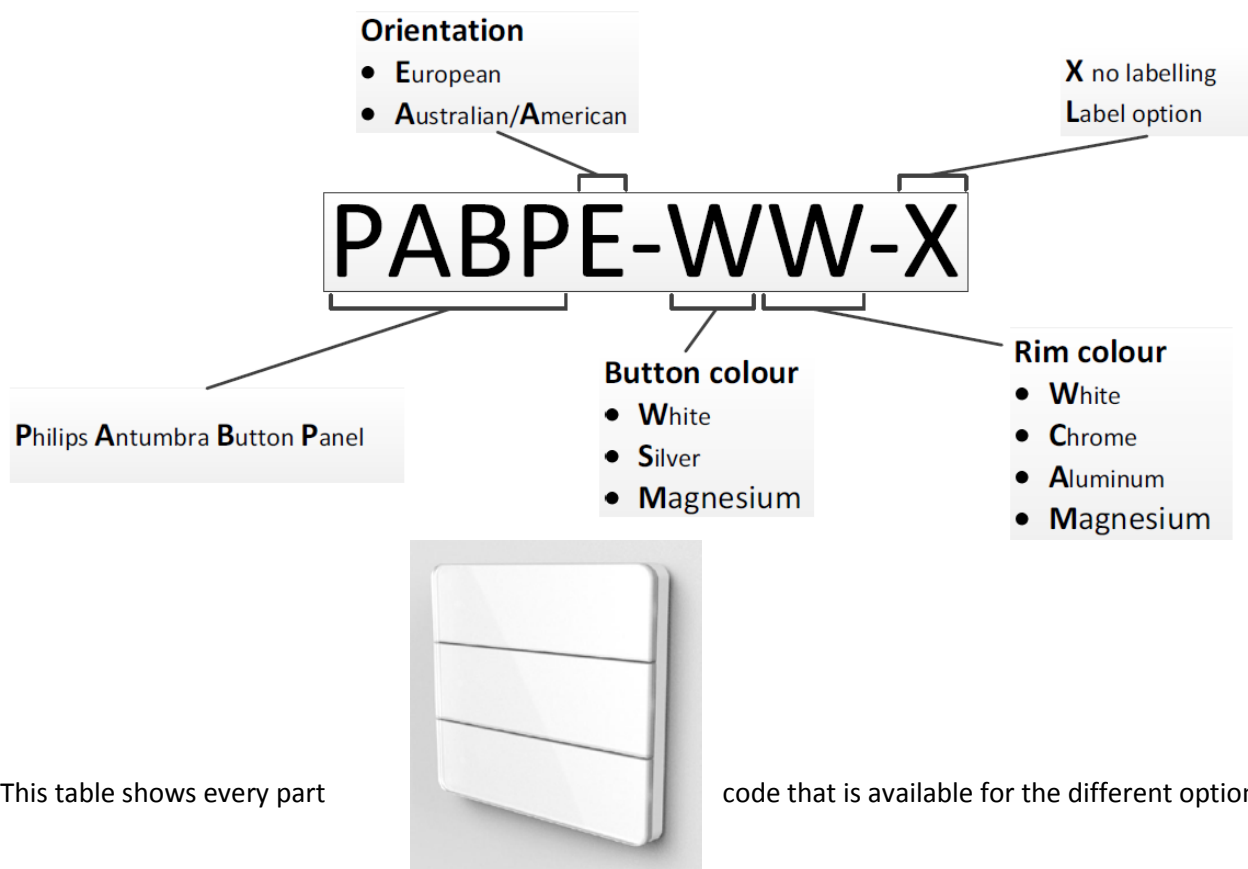 Orientation
• European
• Australian/American
X no labelling
Label option
PABPE-WW-X
Philips Antumbra Button Panel
Button colour
• White
• Silver
• Magnesium
Rim colour
• White
• Chrome
• Aluminum
• Magnesium
This table shows every part code that is available for the different option